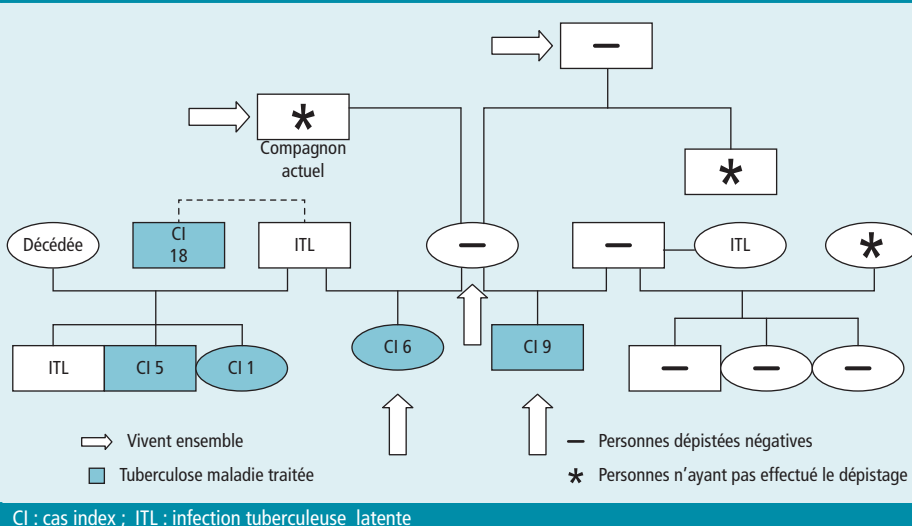 —
*
Compagnon
actuel
*
Décédée
CI
18
ITL
—
—
ITL
*
ITL
CI 5
CI 1
CI 6
CI 9
—
—
—
Vivent ensemble
— Personnes dépistées négatives
Tuberculose maladie traitée
* Personnes n'ayant pas effectué le dépistage
CI : cas index ; ITL : infection tuberculeuse latente